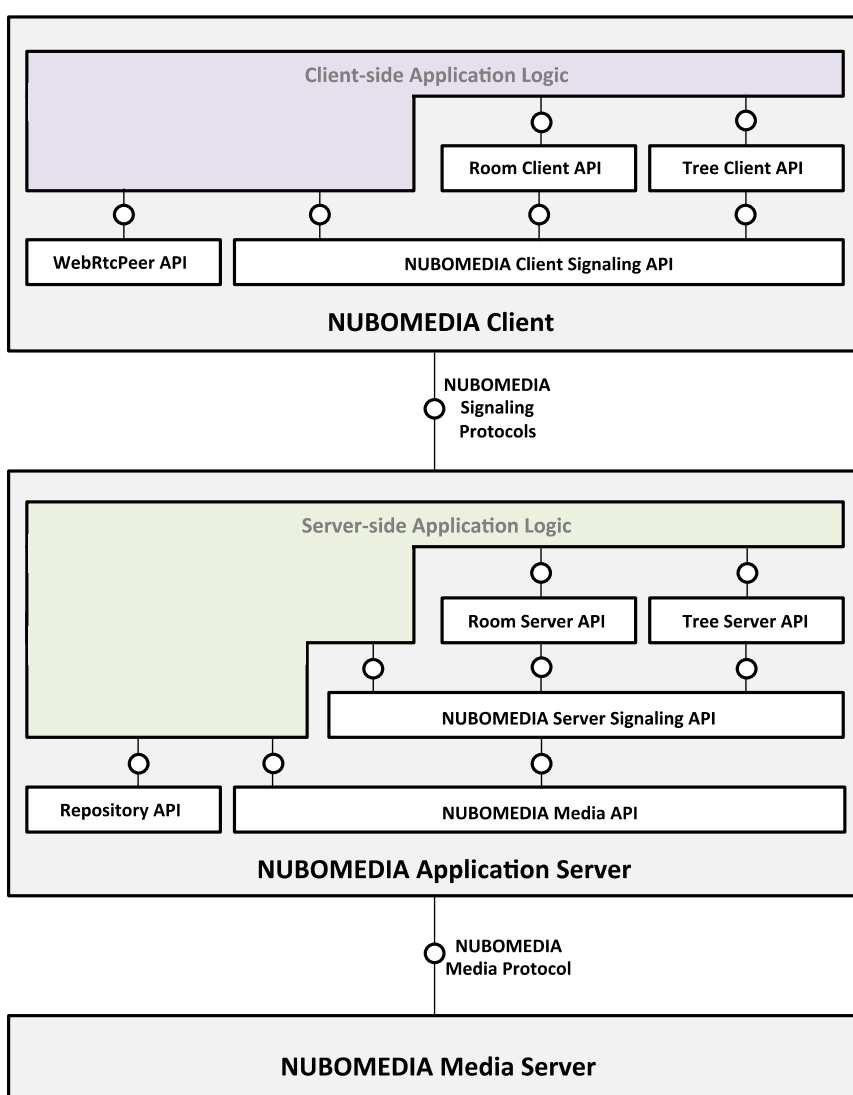 Client-side Application Logic
Room Client API
Tree Client API
WebRtcPeer API
NUBOMEDIA Client Signaling API
NUBOMEDIA Client
NUBOMEDIA
Signaling
Protocols
Server-side Application Logic
Room Server API
Tree Server API
NUBOMEDIA Server Signaling API
Repository API
NUBOMEDIA Media API
NUBOMEDIA Application Server
NUBOMEDIA
Media Protocol
NUBOMEDIA Media Server